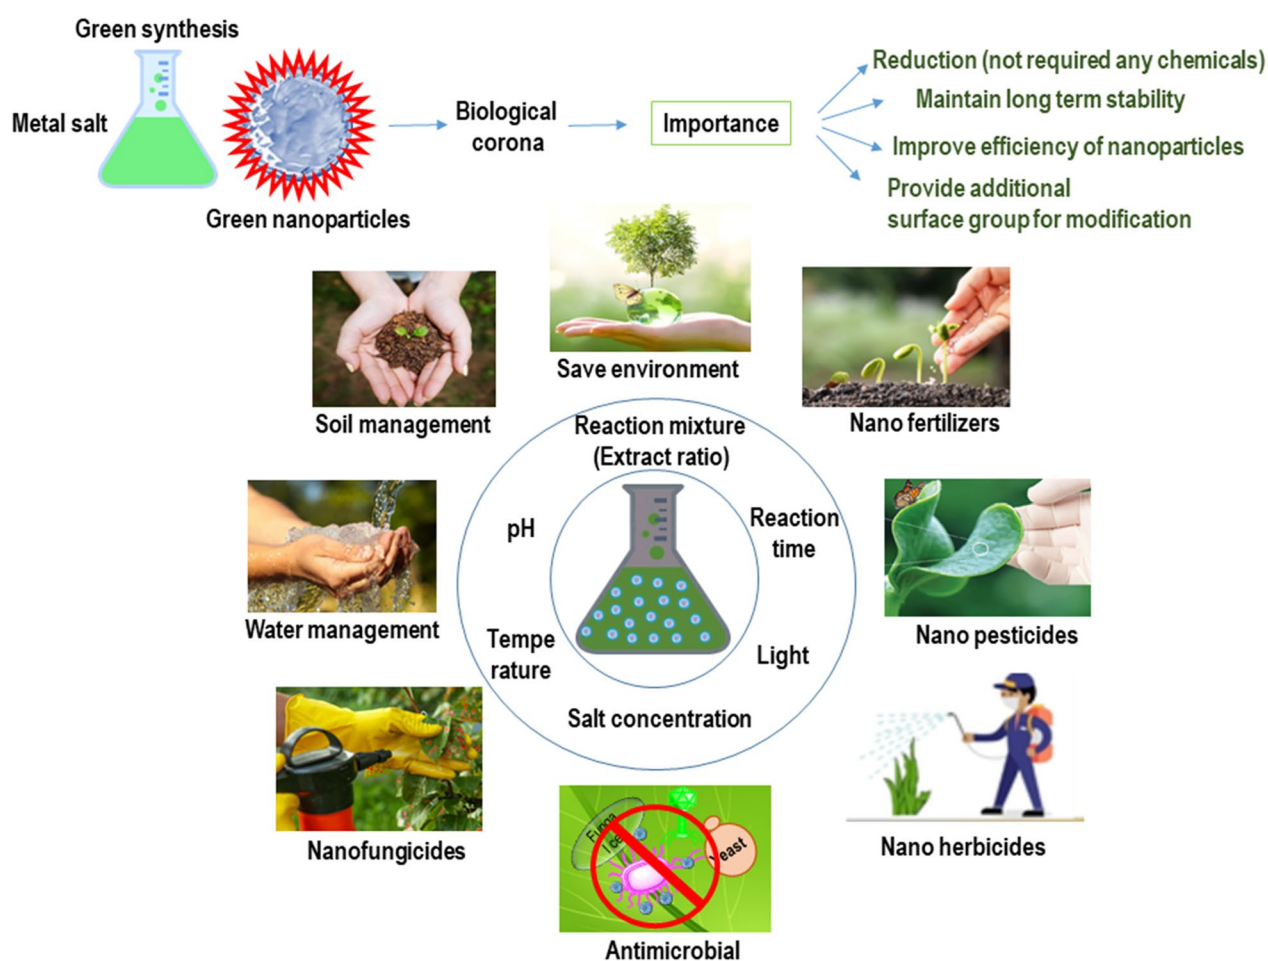 Green synthesis
Metal salt
Green nanoparticles
Biological
corona
Importance
Reduction (not required any chemicals)
Maintain long term stability
Improve efficiency of nanoparticles
Provide additional
surface group for modification
Save environment
Soil management
Nano fertilizers
Reaction mixture
(Extract ratio)
pH
Reaction
time
Water management
Nano pesticides
Tempe
rature
Light
Salt concentration
Nanofungicides
Nano herbicides
Funga
l ce
Yeast
Antimicrobial